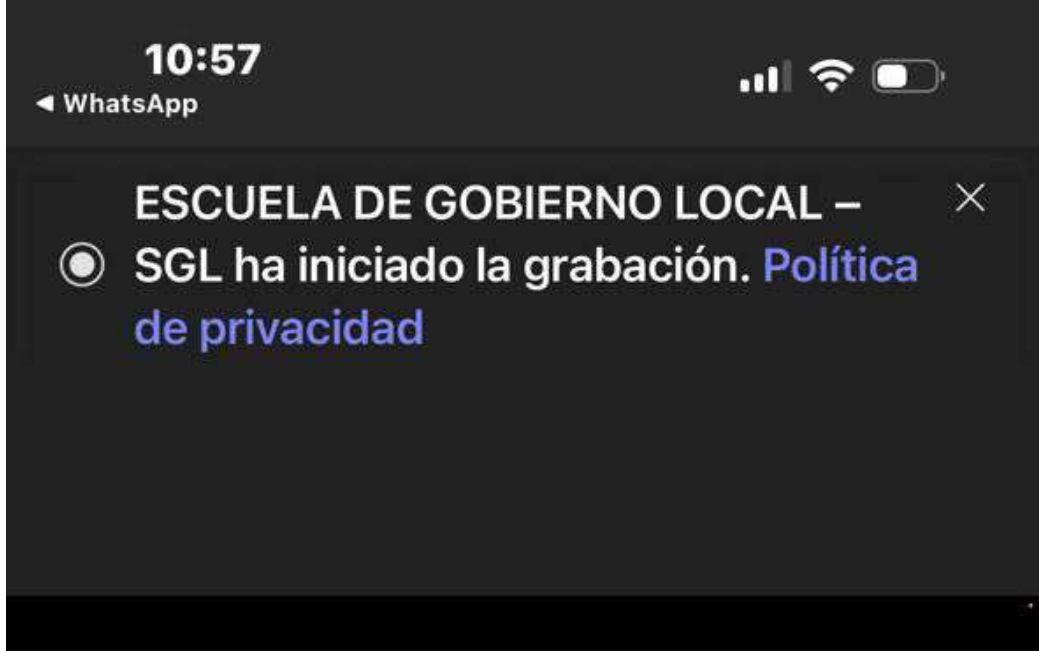 10:57
◀ WhatsApp
ESCUELA DE GOBIERNO LOCAL –
SGL ha iniciado la grabación. Política
de privacidad